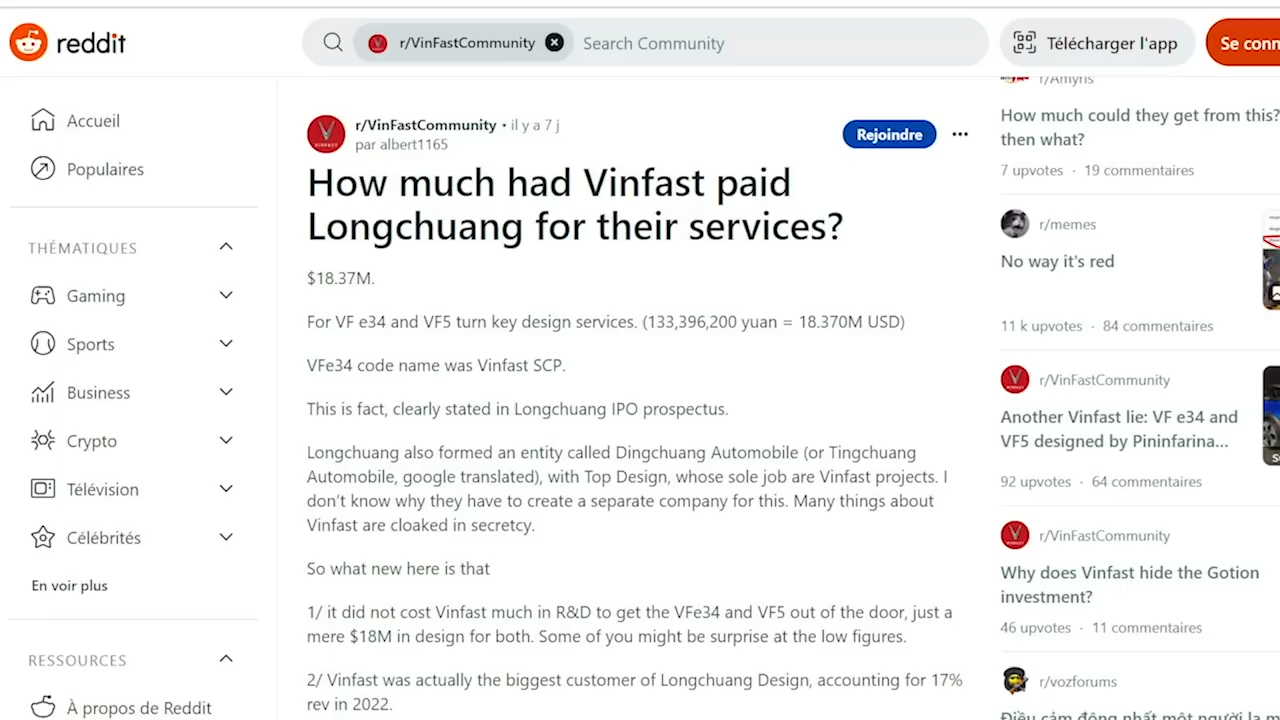 reddit
r/VinFastCommunity
Search Community
Télécharger l'app
Se conn
Accueil
Populaires
THÉMATIQUES
Gaming
Sports
Business
Crypto
Télévision
Célébrités
En voir plus
RESSOURCES
À propos de Reddit
r/VinFastCommunity • il y a 7 j
par albert1165
Rejoindre
How much had Vinfast paid
Longchuang for their services?
$18.37M.
For VF e34 and VF5 turn key design services. (133,396,200 yuan = 18.370M USD)
VFe34 code name was Vinfast SCP.
This is fact, clearly stated in Longchuang IPO prospectus.
Longchuang also formed an entity called Dingchuang Automobile (or Tingchuang
Automobile, google translated), with Top Design, whose sole job are Vinfast projects. I
don't know why they have to create a separate company for this. Many things about
Vinfast are cloaked in secretcy.
So what new here is that
1/ it did not cost Vinfast much in R&D to get the VFe34 and VF5 out of the door, just a
mere $18M in design for both. Some of you might be surprise at the low figures.
2/ Vinfast was actually the biggest customer of Longchuang Design, accounting for 17%
rev in 2022.
r/Amyris
How much could they get from this?
then what?
7 upvotes · 19 commentaires
r/memes
No way it's red
11 k upvotes · 84 commentaires
r/VinFastCommunity
Another Vinfast lie: VF e34 and
VF5 designed by Pininfarina...
92 upvotes · 64 commentaires
r/VinFastCommunity
Why does Vinfast hide the Gotion
investment?
46 upvotes · 11 commentaires
r/vozforums
Điều cảm động nhất một người là m